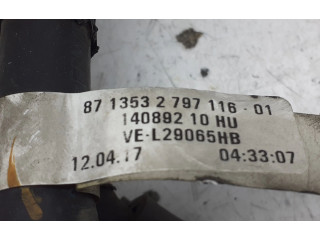 87 1353 2 797 116 - 01
140892 10 HU
VE-L29065HB
12.04.17 04:33:07